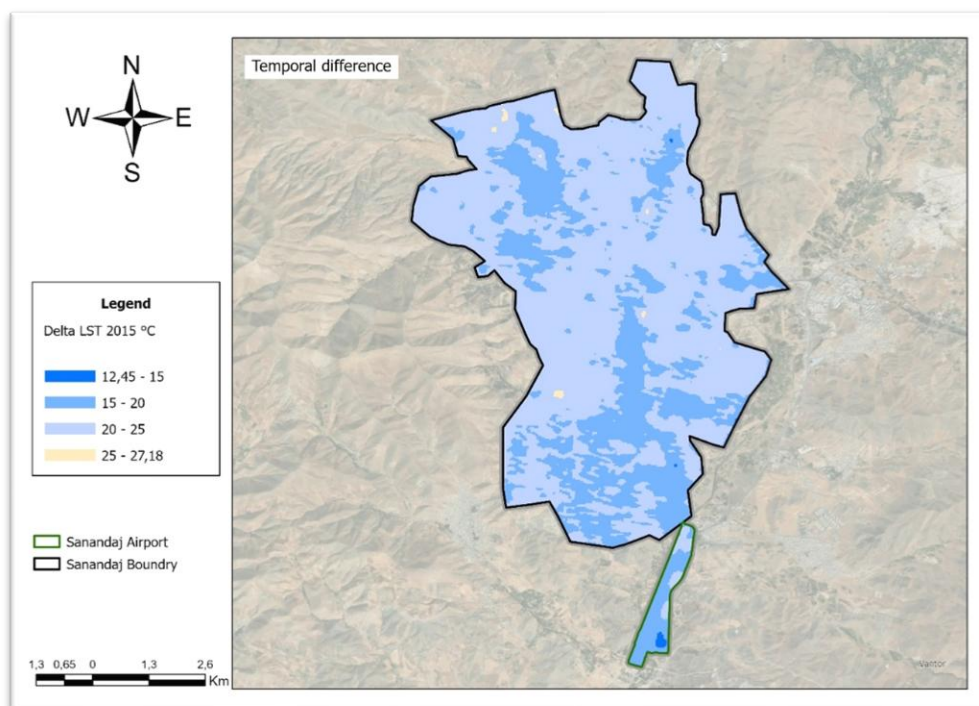 Temporal difference
N
W E
S
Legend
Delta LST 2015 °C
12,45 - 15
15 - 20
20 - 25
25 - 27,18
Sanandaj Airport
Sanandaj Boundry
1,3 0,65 0 1,3 2,6
Km
Vantor